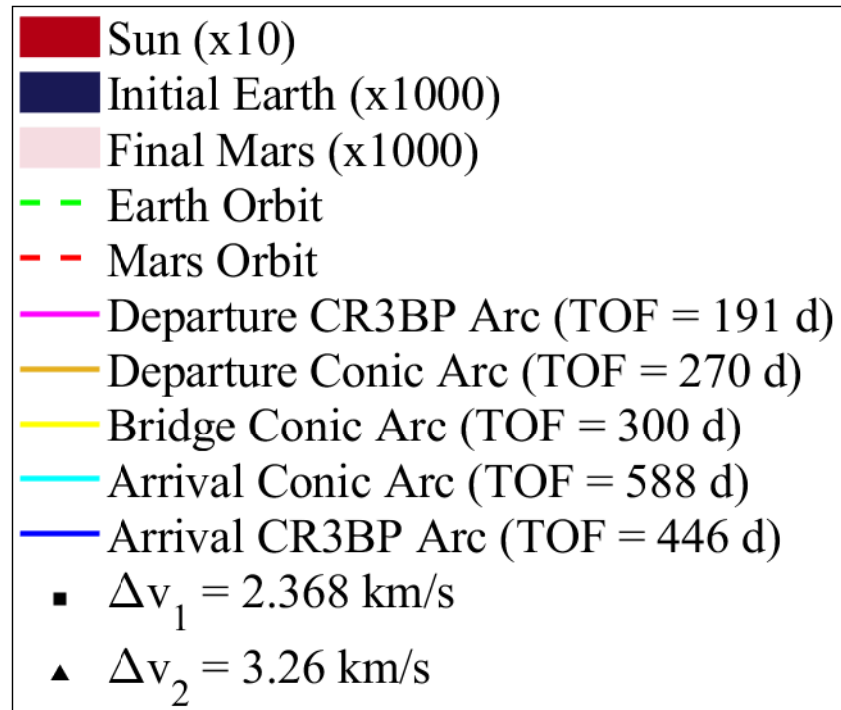 Sun (x10)
Initial Earth (x1000)
Final Mars (x1000)
Earth Orbit
Mars Orbit
Departure CR3BP Arc (TOF = 191 d)
Departure Conic Arc (TOF = 270 d)
Bridge Conic Arc (TOF = 300 d)
Arrival Conic Arc (TOF = 588 d)
Arrival CR3BP Arc (TOF = 446 d)
Δv₁ = 2.368 km/s
Δv₂ = 3.26 km/s